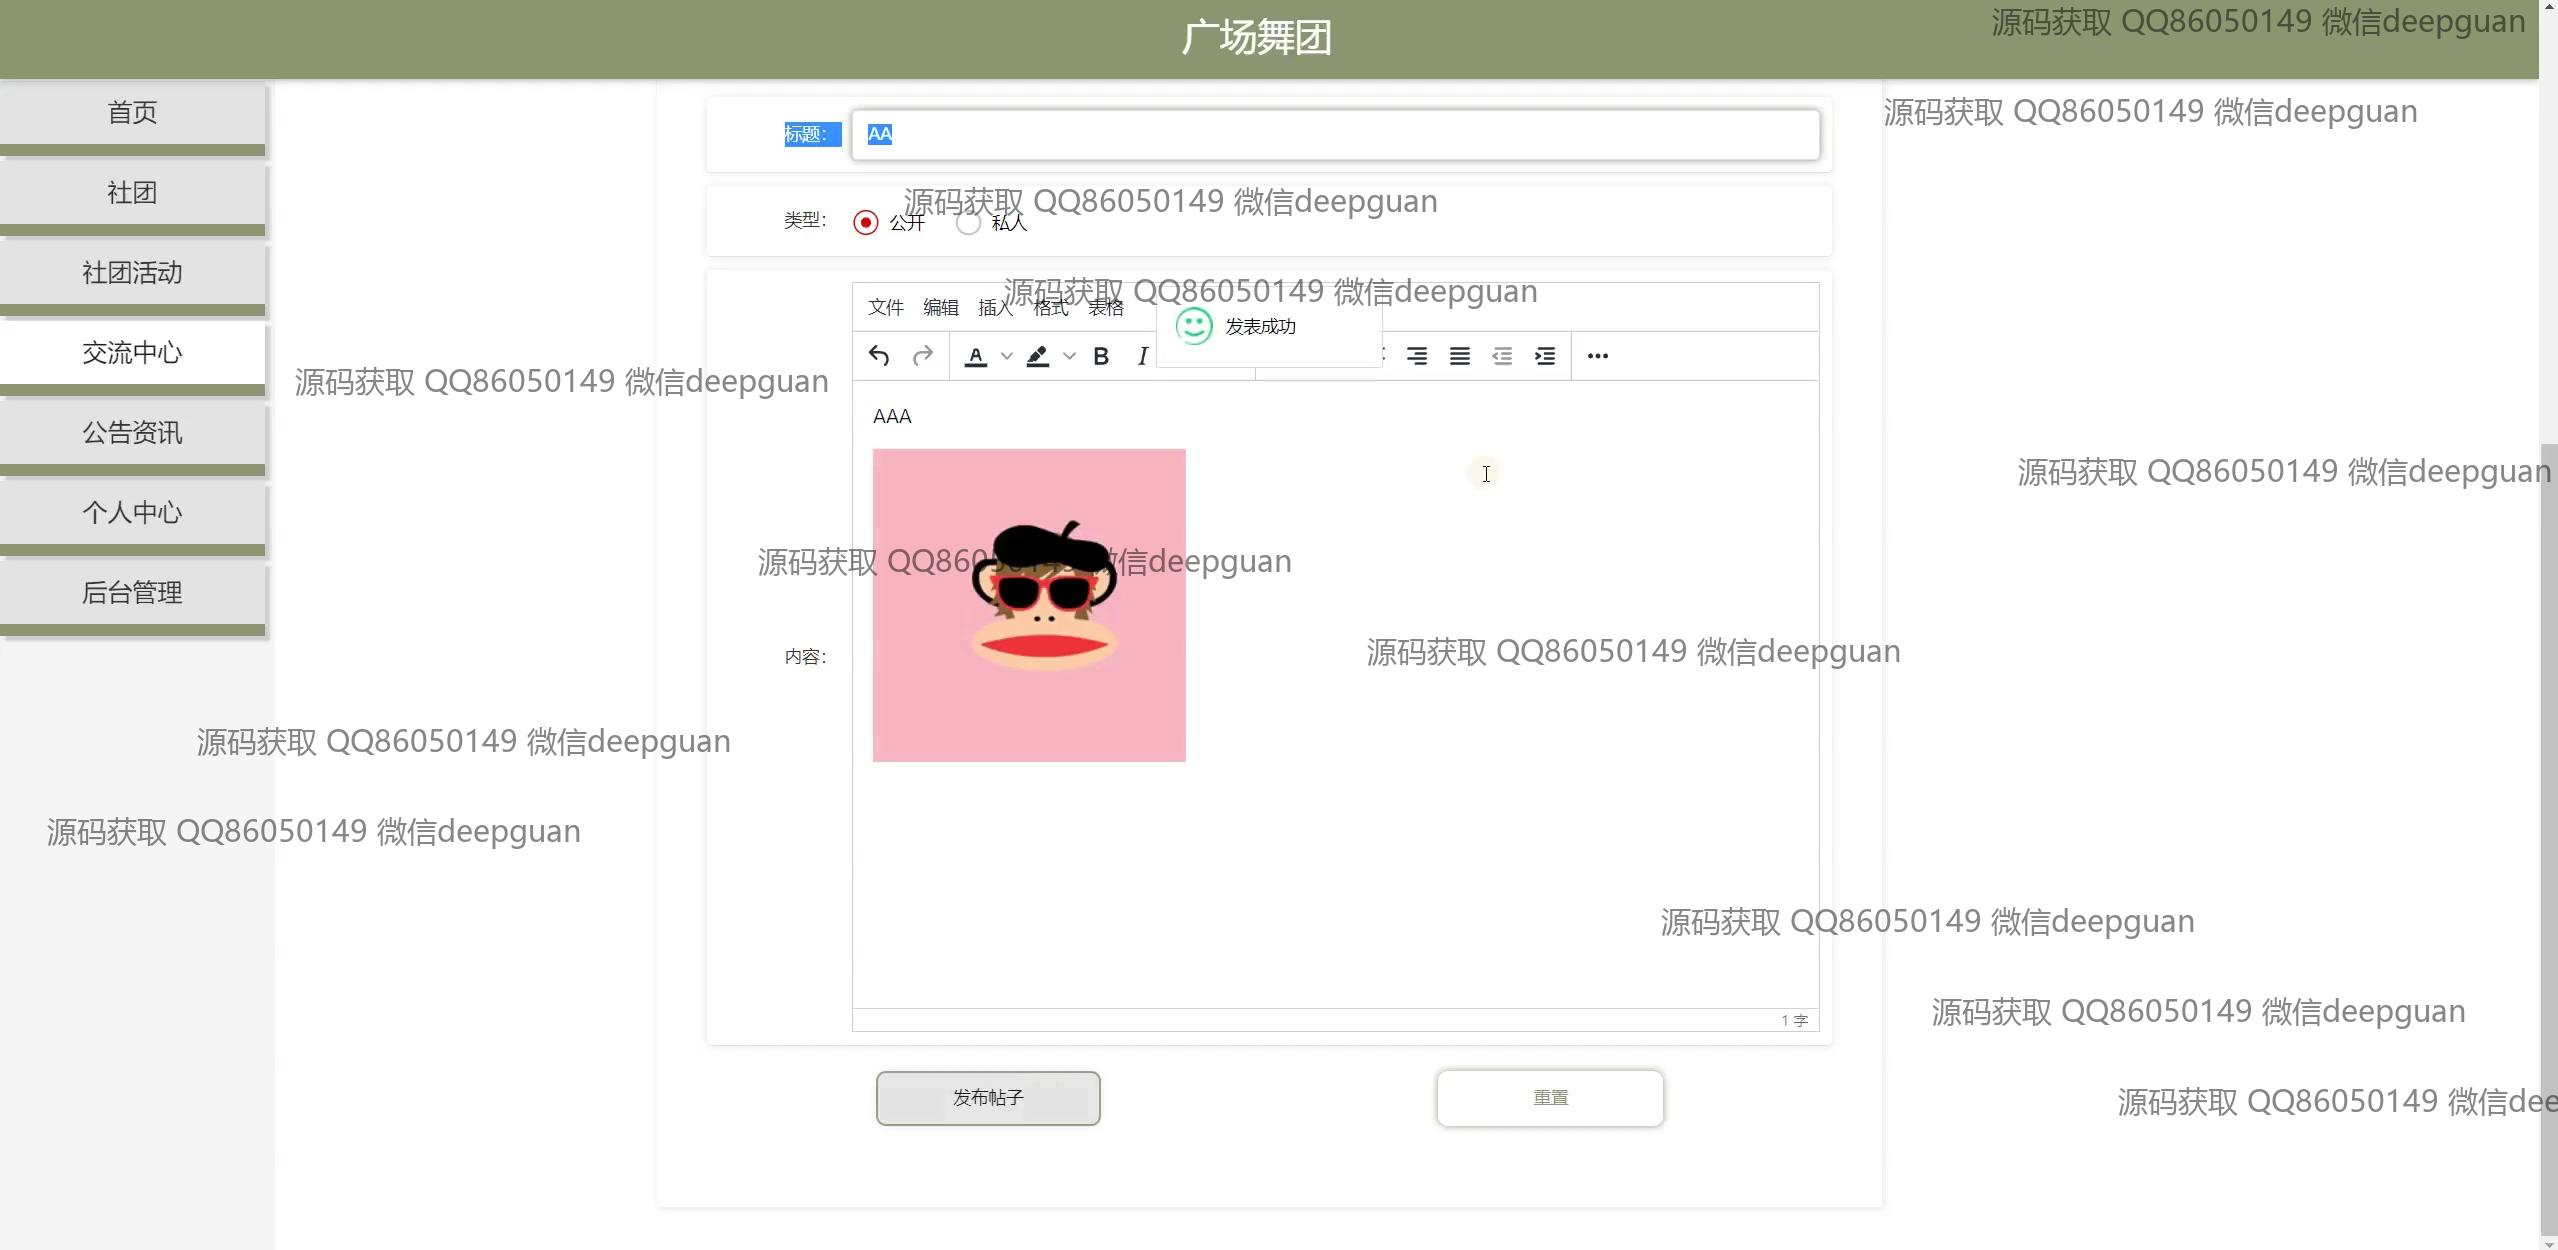 广场舞团
源码获取 QQ86050149 微信deepguan
首页
社团
社团活动
交流中心
公告资讯
个人中心
后台管理
源码获取 QQ86050149 微信deepguan
标题： AA
源码获取 QQ86050149 微信deepguan
类型： 公开 私人
源码获取 QQ86050149 微信deepguan
文件 编辑 插入 格式 表格
发表成功
A B I
源码获取 QQ86050149 微信deepguan
AAA
源码获取 QQ86050149 微信deepguan
源码获取 QQ86050149 微信deepguan
内容：
源码获取 QQ86050149 微信deepguan
源码获取 QQ86050149 微信deepguan
源码获取 QQ86050149 微信deepguan
源码获取 QQ86050149 微信deepguan
源码获取 QQ86050149 微信deepguan
1 字
发布帖子
重置
源码获取 QQ86050149 微信dee